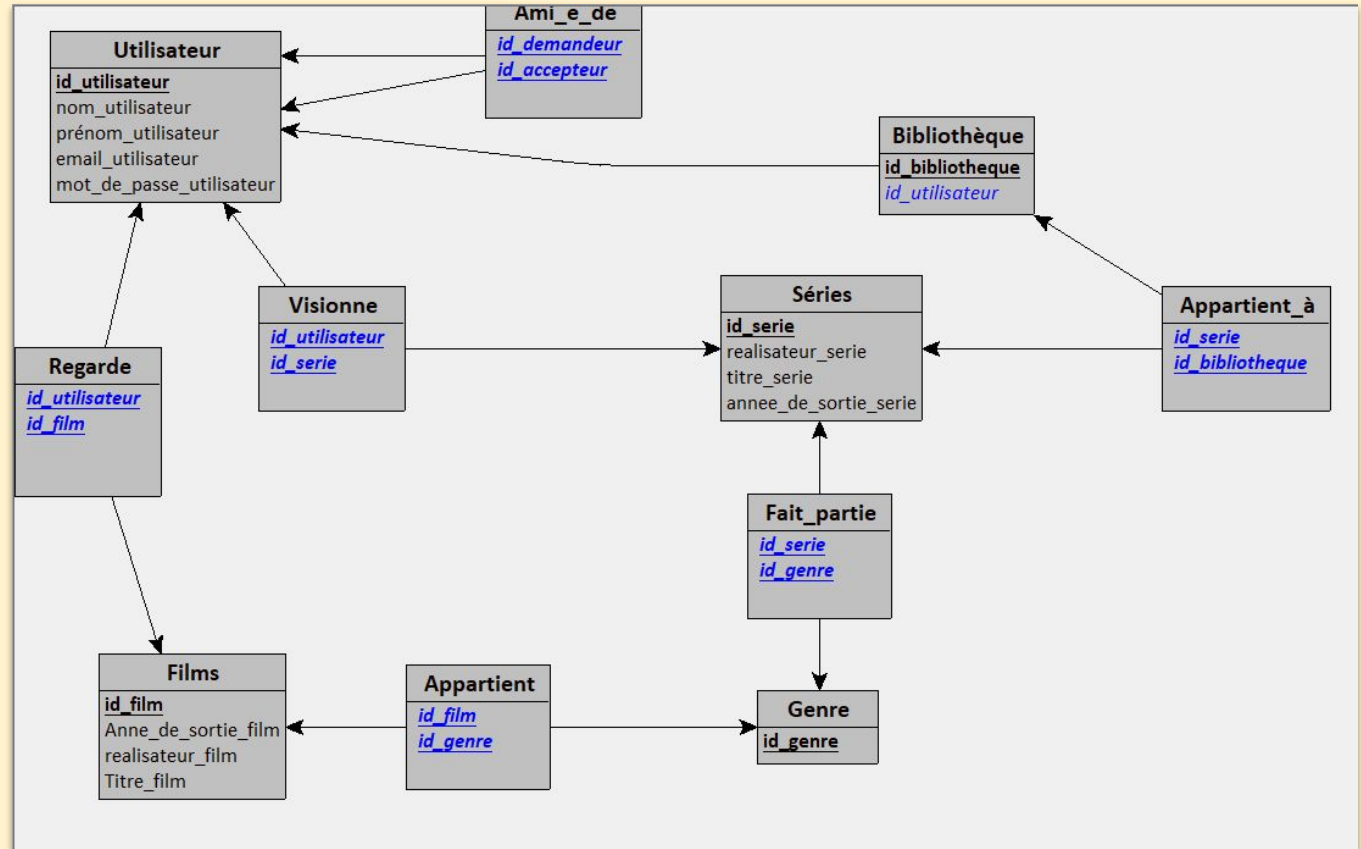 Ami_e_de
id_demandeur
id_accepteur
Utilisateur
id_utilisateur
nom_utilisateur
prénom_utilisateur
email_utilisateur
mot_de_passe_utilisateur
Bibliothèque
id_bibliotheque
id_utilisateur
Visionne
id_utilisateur
id_serie
Séries
id_serie
realisateur_serie
titre_serie
annee_de_sortie_serie
Appartient_à
id_serie
id_bibliotheque
Regarde
id_utilisateur
id_film
Fait_partie
id_serie
id_genre
Films
id_film
Anne_de_sortie_film
realisateur_film
Titre_film
Appartient
id_film
id_genre
Genre
id_genre